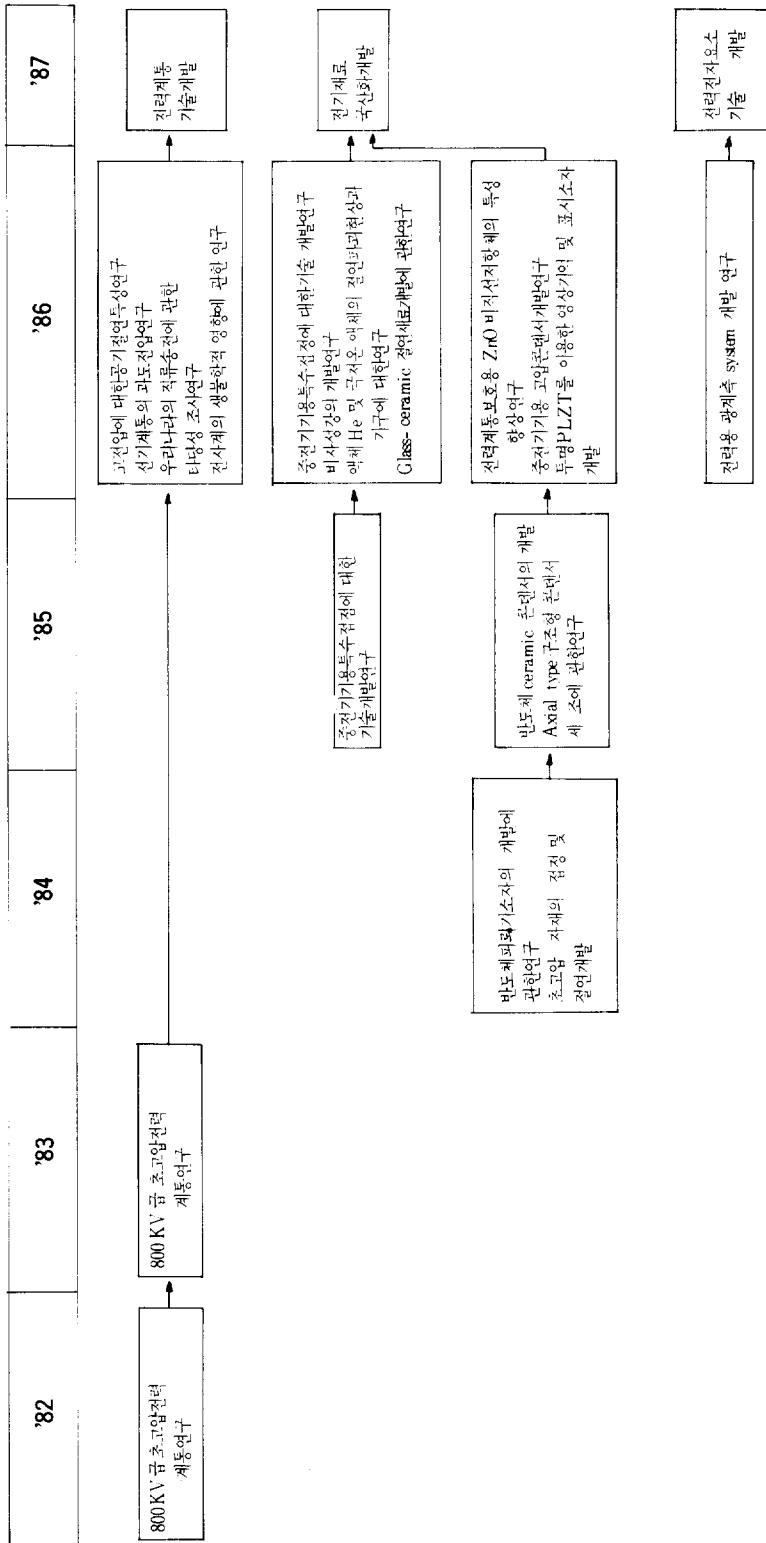 '82
'83
'84
'85
'86
'87
800 KV 급 초고압전력
계통연구
800 KV 급 초고압전력
계통연구
고전압에 대한공기절연특성연구
전기계통의 과도전압연구
우리나라의 직류송전에 관한
타당성 조사연구
전자계의 생물학적 영향에 관한 연구
전력계통
기술개발
중전기기용특수접점에 대한
기술개발연구
중전기기용특수접점에 대한기술 개발연구
비자성강의 개발연구
액체 He 및 극저온 액체의 절연파괴현상과
기구에 대한연구
Glass-ceramic 절연재료개발에 관한연구
전기재료
국산화개발
반도체피뢰기소자의 개발에
관한연구
초고압 자재의 접정 및
절연개발
반도체 ceramic 콘덴서의 개발
Axial type 구조형 콘덴서
제 조에 관한연구
전력계통보호용 ZnO 비직선저항체의 특성
향상연구
중전기기용 고압콘덴서개발연구
투명PLZT를 이용한 영상기억 및 표시소자
개발
전력용 광계측 system 개발 연구
전력전자요소
기술 개발